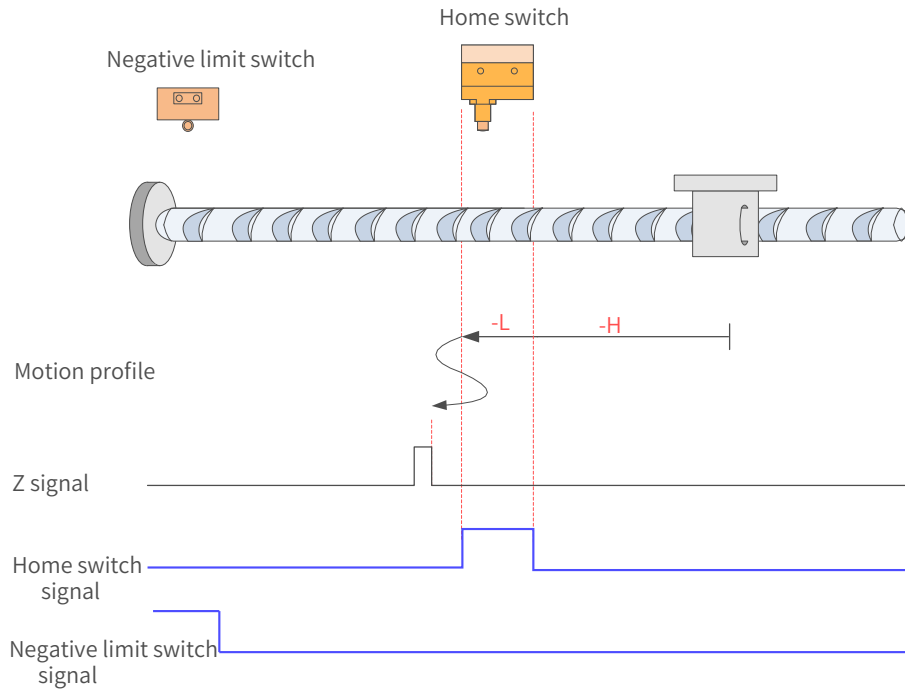 Home switch
Negative limit switch
-L
-H
Motion profile
Z signal
Home switch
signal
Negative limit switch
signal